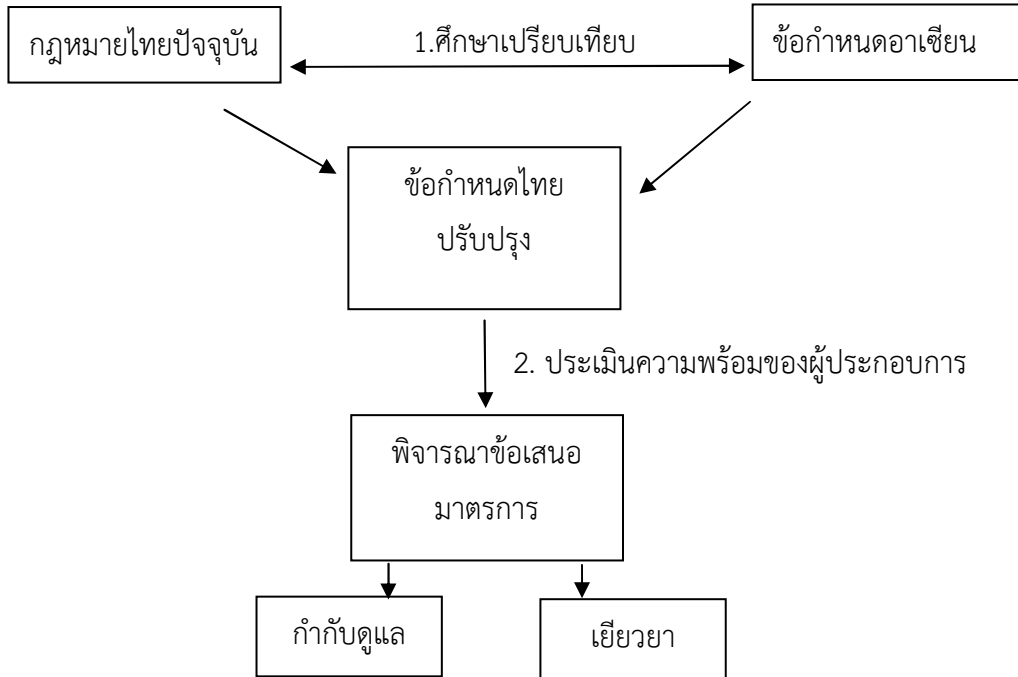 กฎหมายไทยปัจจุบัน
1.ศึกษาเปรียบเทียบ
ข้อกำหนดอาเซียน
ข้อกำหนดไทย
ปรับปรุง
2. ประเมินความพร้อมของผู้ประกอบการ
พิจารณาข้อเสนอ
มาตรการ
กำกับดูแล
เยียวยา